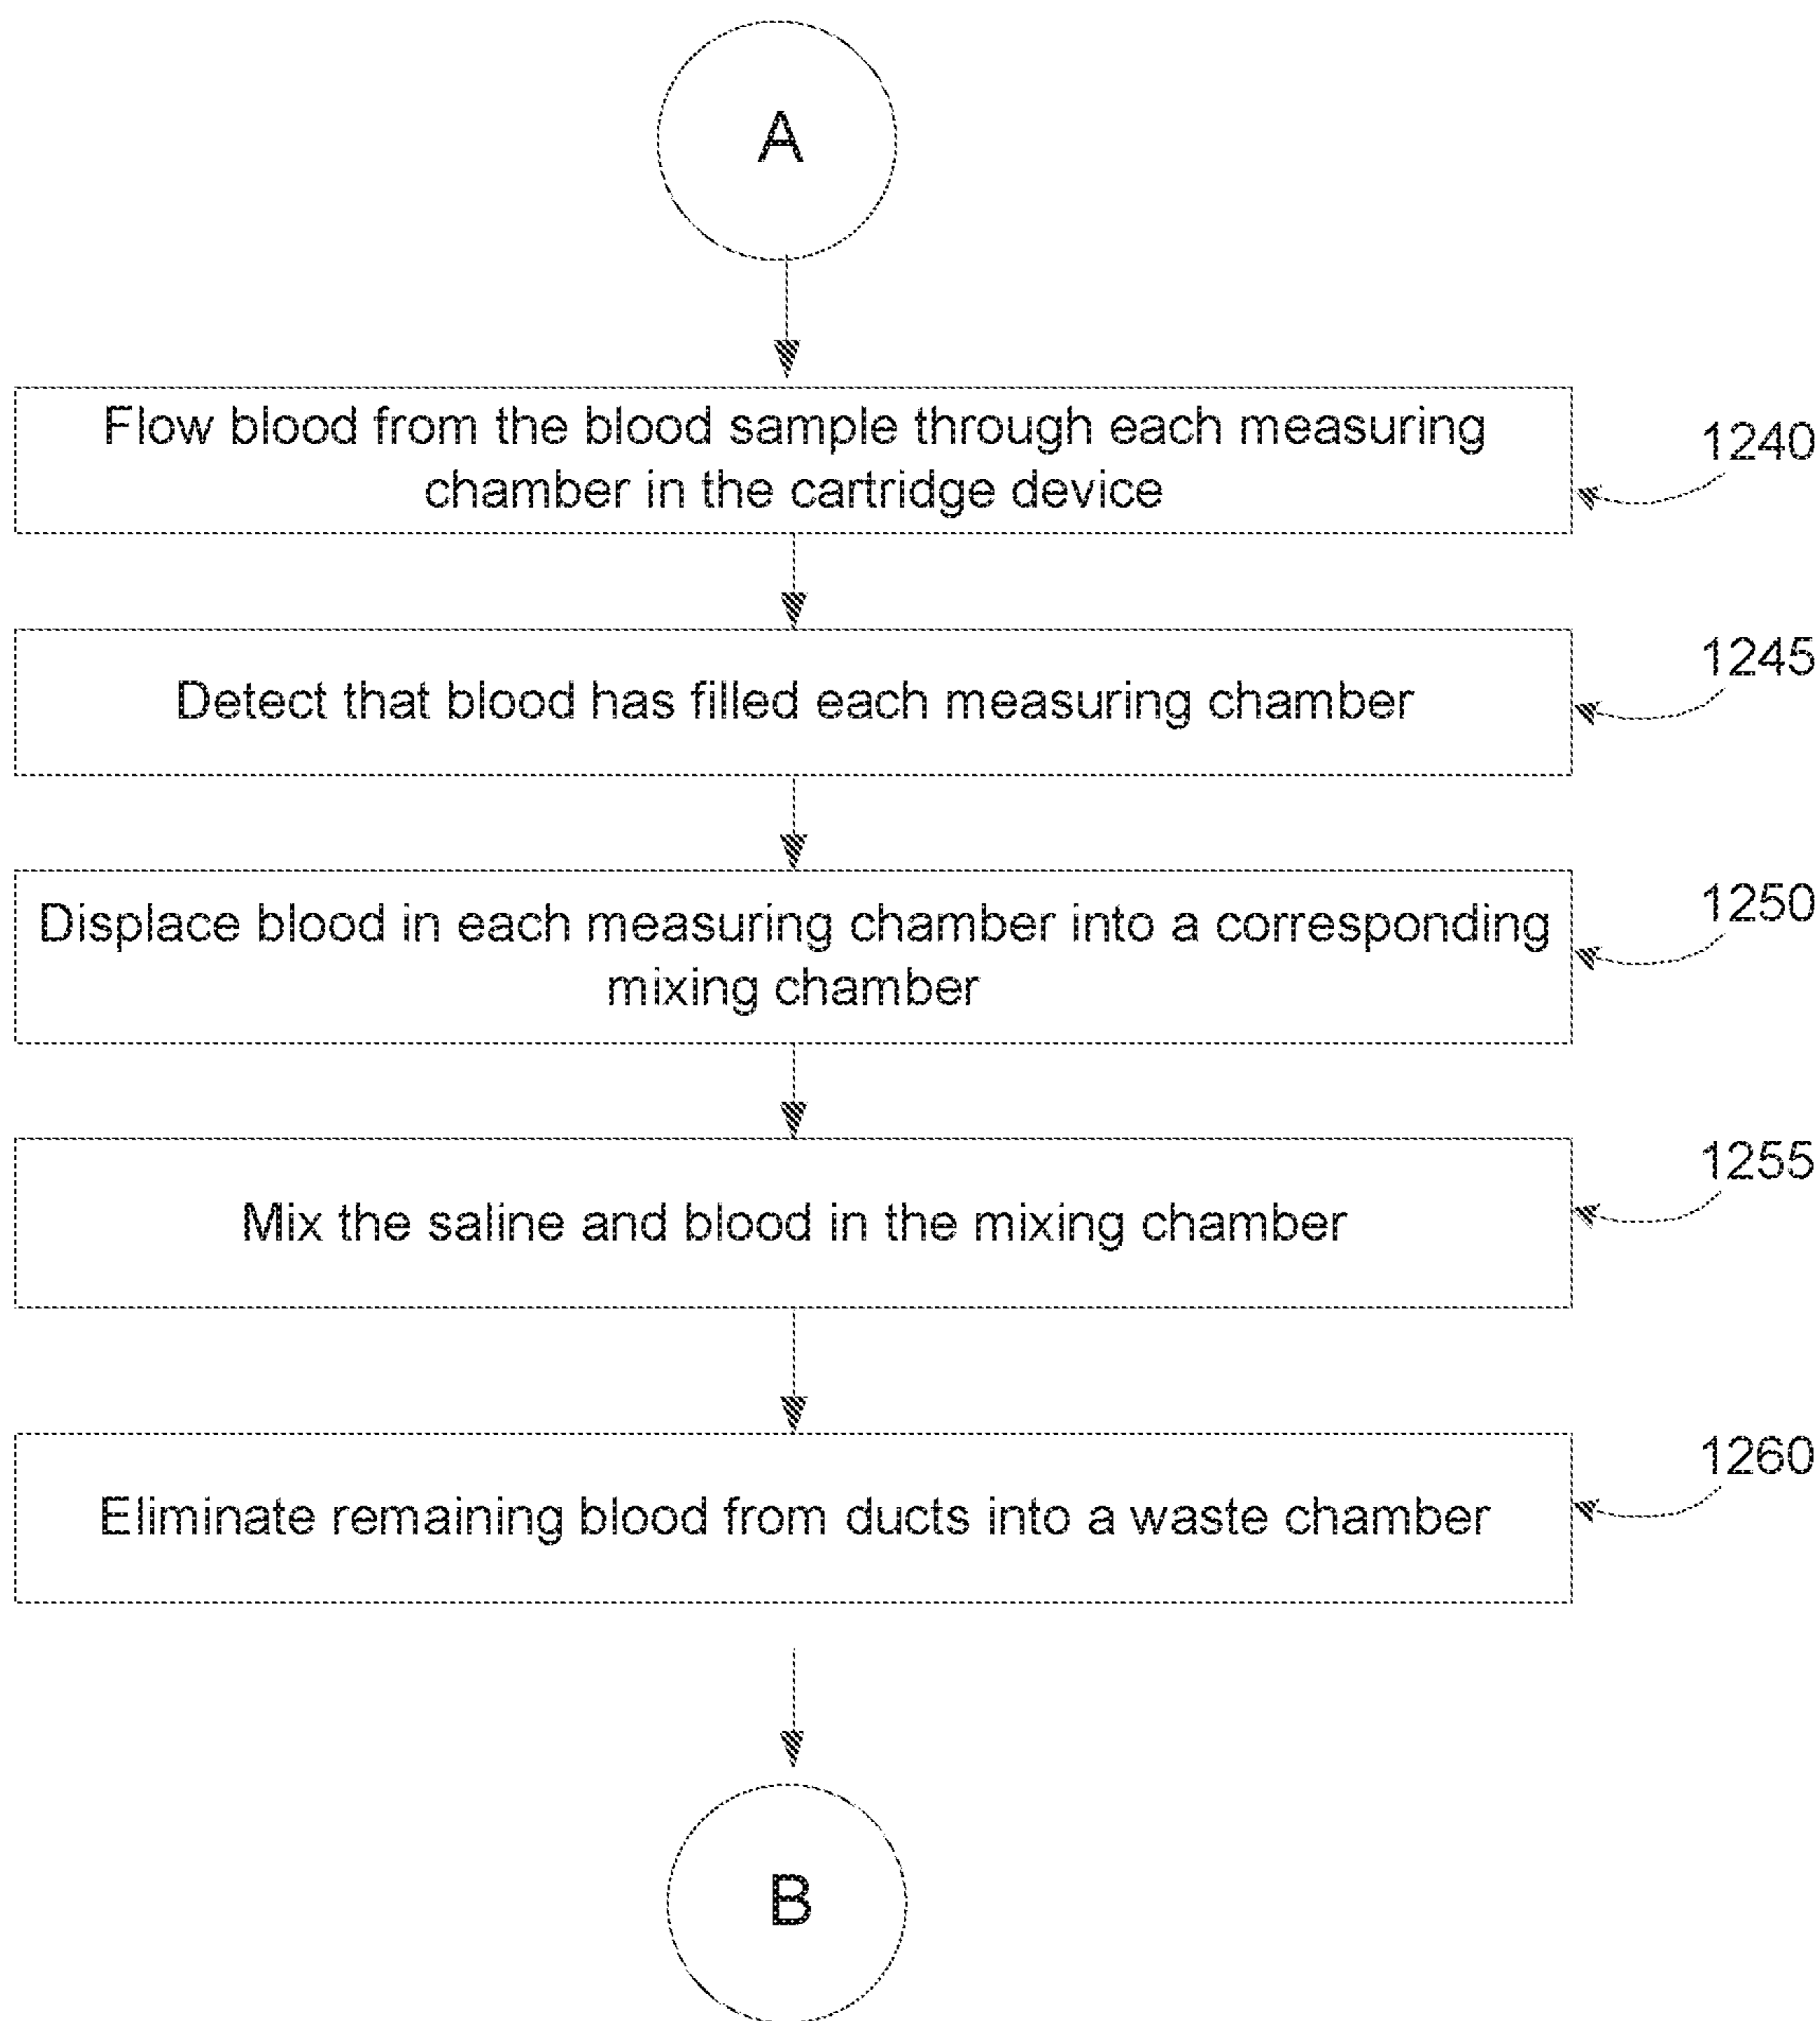 A
Flow blood from the blood sample through each measuring
chamber in the cartridge device
1240
Detect that blood has filled each measuring chamber
1245
Displace blood in each measuring chamber into a corresponding
mixing chamber
1250
Mix the saline and blood in the mixing chamber
1255
Eliminate remaining blood from ducts into a waste chamber
1260
B